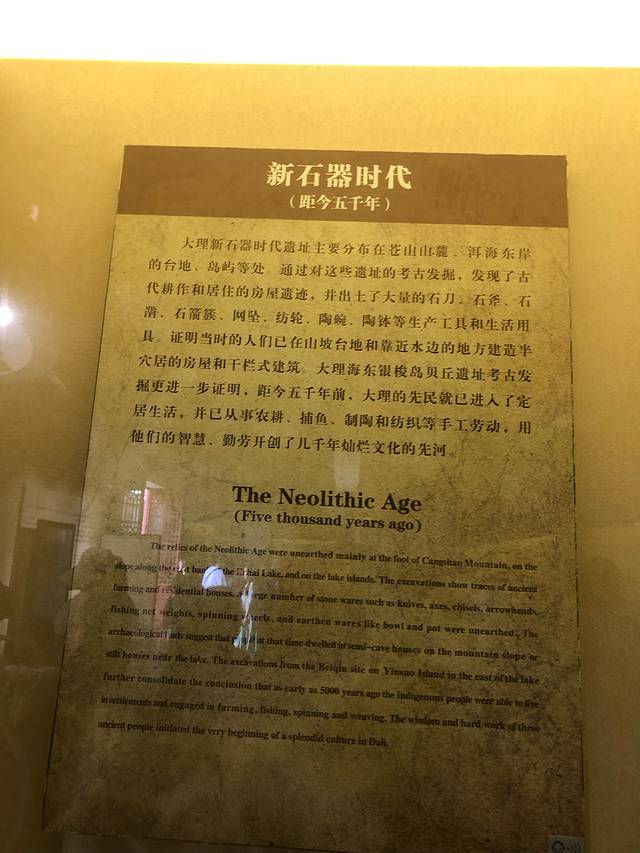 新石器时代
（距今五千年）
大理新石器时代遗址主要分布在苍山山麓、洱海东岸
的台地、岛屿等处。通过对这些遗址的考古发掘，发现了古
代耕作和居住的房屋遗迹，并出土了大量的石刀、石斧、石
凿、石箭簇、网坠、纺轮、陶碗、陶钵等生产工具和生活用
具。证明当时的人们已在山坡台地和靠近水边的地方建造半
穴居的房屋和干栏式建筑。大理海东银梭岛贝丘遗址考古发
掘更进一步证明，距今五千年前，大理的先民就已进入了定
居生活，并已从事农耕、捕鱼、制陶和纺织等手工劳动，用
他们的智慧、勤劳开创了几千年灿烂文化的先河。
The Neolithic Age
(Five thousand years ago)
The relics of the Neolithic Age were unearthed mainly at the foot of Cangshan Mountain, on the
slope along the east bank the Erhai Lake, and on the lake islands. The excavations show traces of ancient
farming and residential houses. A large number of stone wares such as knives, axes, chisels, arrowheads,
fishing net weights, spinning wheels, and earthen wares like bowl and pot were unearthed. The
archaeological finds suggest that at that time dwelled in semi-cave houses on the mountain slope or
stilt houses near the lake. The excavations from the Beiqiu site on Yinsuo Island in the east of the lake
further consolidate the conclusion that as early as 5000 years ago the indigenous people were able to live
in settlements and engaged in farming, fishing, spinning and weaving. The wisdom and hard work of these
ancient people initiated the very beginning of a splendid culture in Dali.